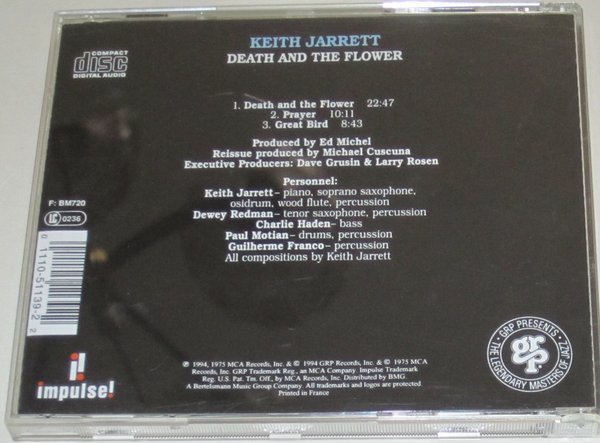 COMPACT
disc
DIGITAL AUDIO
KEITH JARRETT
DEATH AND THE FLOWER
1. Death and the Flower 22:47
2. Prayer 10:11
3. Great Bird 8:43
Produced by Ed Michel
Reissue produced by Michael Cuscuna
Executive Producers: Dave Grusin & Larry Rosen
Personnel:
Keith Jarrett– piano, soprano saxophone,
osidrum, wood flute, percussion
Dewey Redman– tenor saxophone, percussion
Charlie Haden– bass
Paul Motian– drums, percussion
Guilherme Franco– percussion
All compositions by Keith Jarrett
F: BM720
LC 0236
0 1110-51139-2 2
impulse!
℗ 1994, 1975 MCA Records, Inc. & © 1994 GRP Records, Inc. & © 1975 MCA
Records, Inc. GRP Trademark Reg., an MCA Company. Impulse Trademark
Reg. U.S. Pat. Tm. Off., by MCA Records, Inc. Distributed by BMG.
A Bertelsmann Music Group Company. All trademarks and logos are protected.
Printed in France
GRP PRESENTS
THE LEGENDARY MASTERS OF JAZZ
GRP